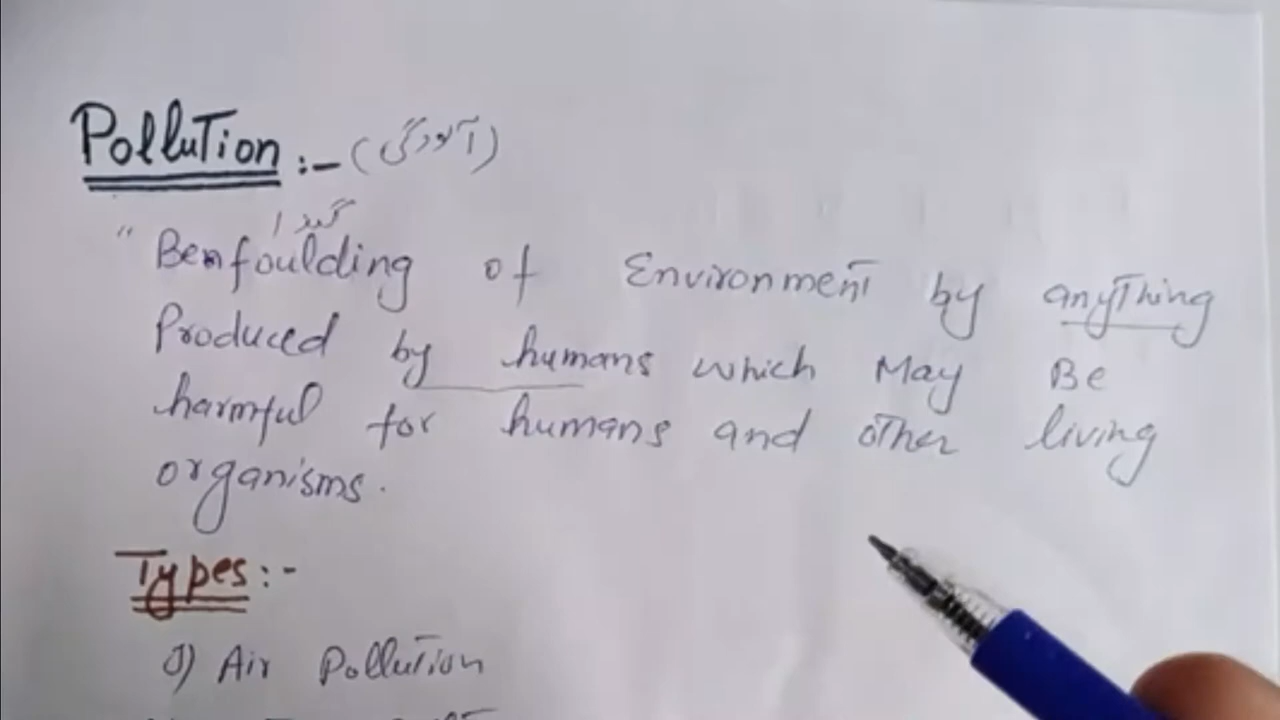 Pollution :- (آلودگی)
گندا
"Benfoulding of Environment by anything
Produced by humans which May Be
harmful for humans and other living
organisms.
Types:-
1) Air Pollution